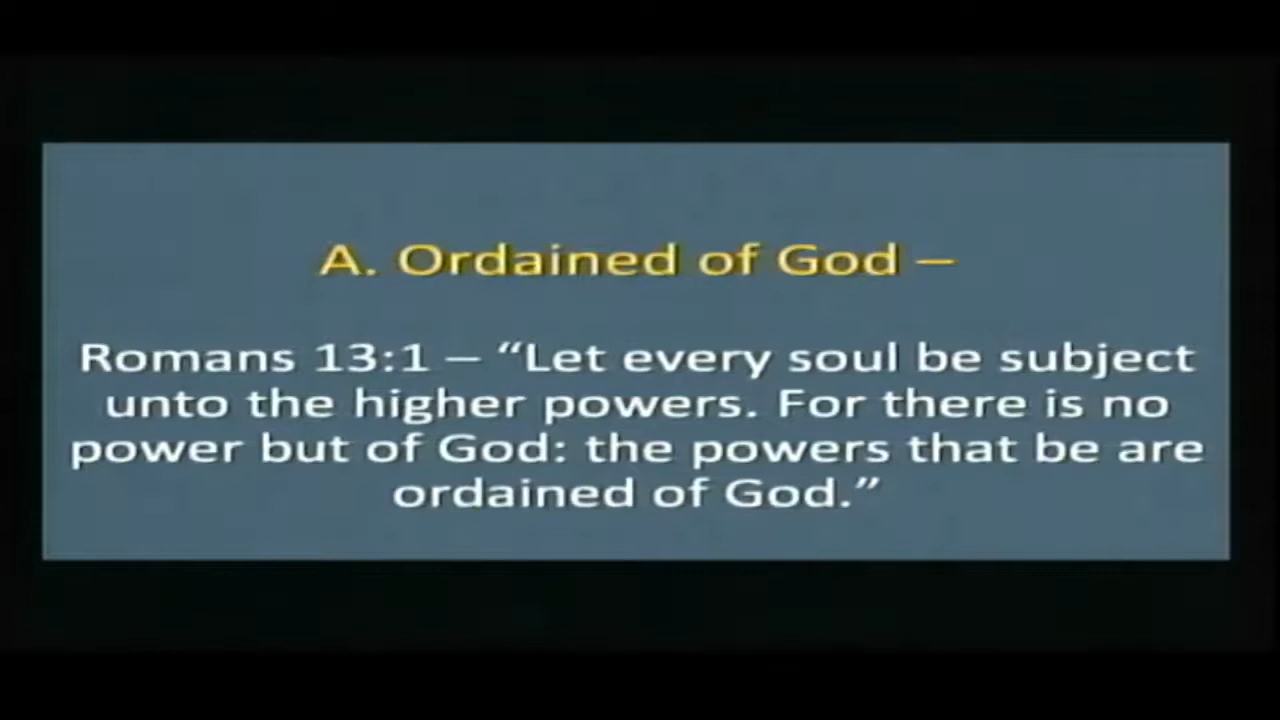 A. Ordained of God –
Romans 13:1 – “Let every soul be subject
unto the higher powers. For there is no
power but of God: the powers that be are
ordained of God.”